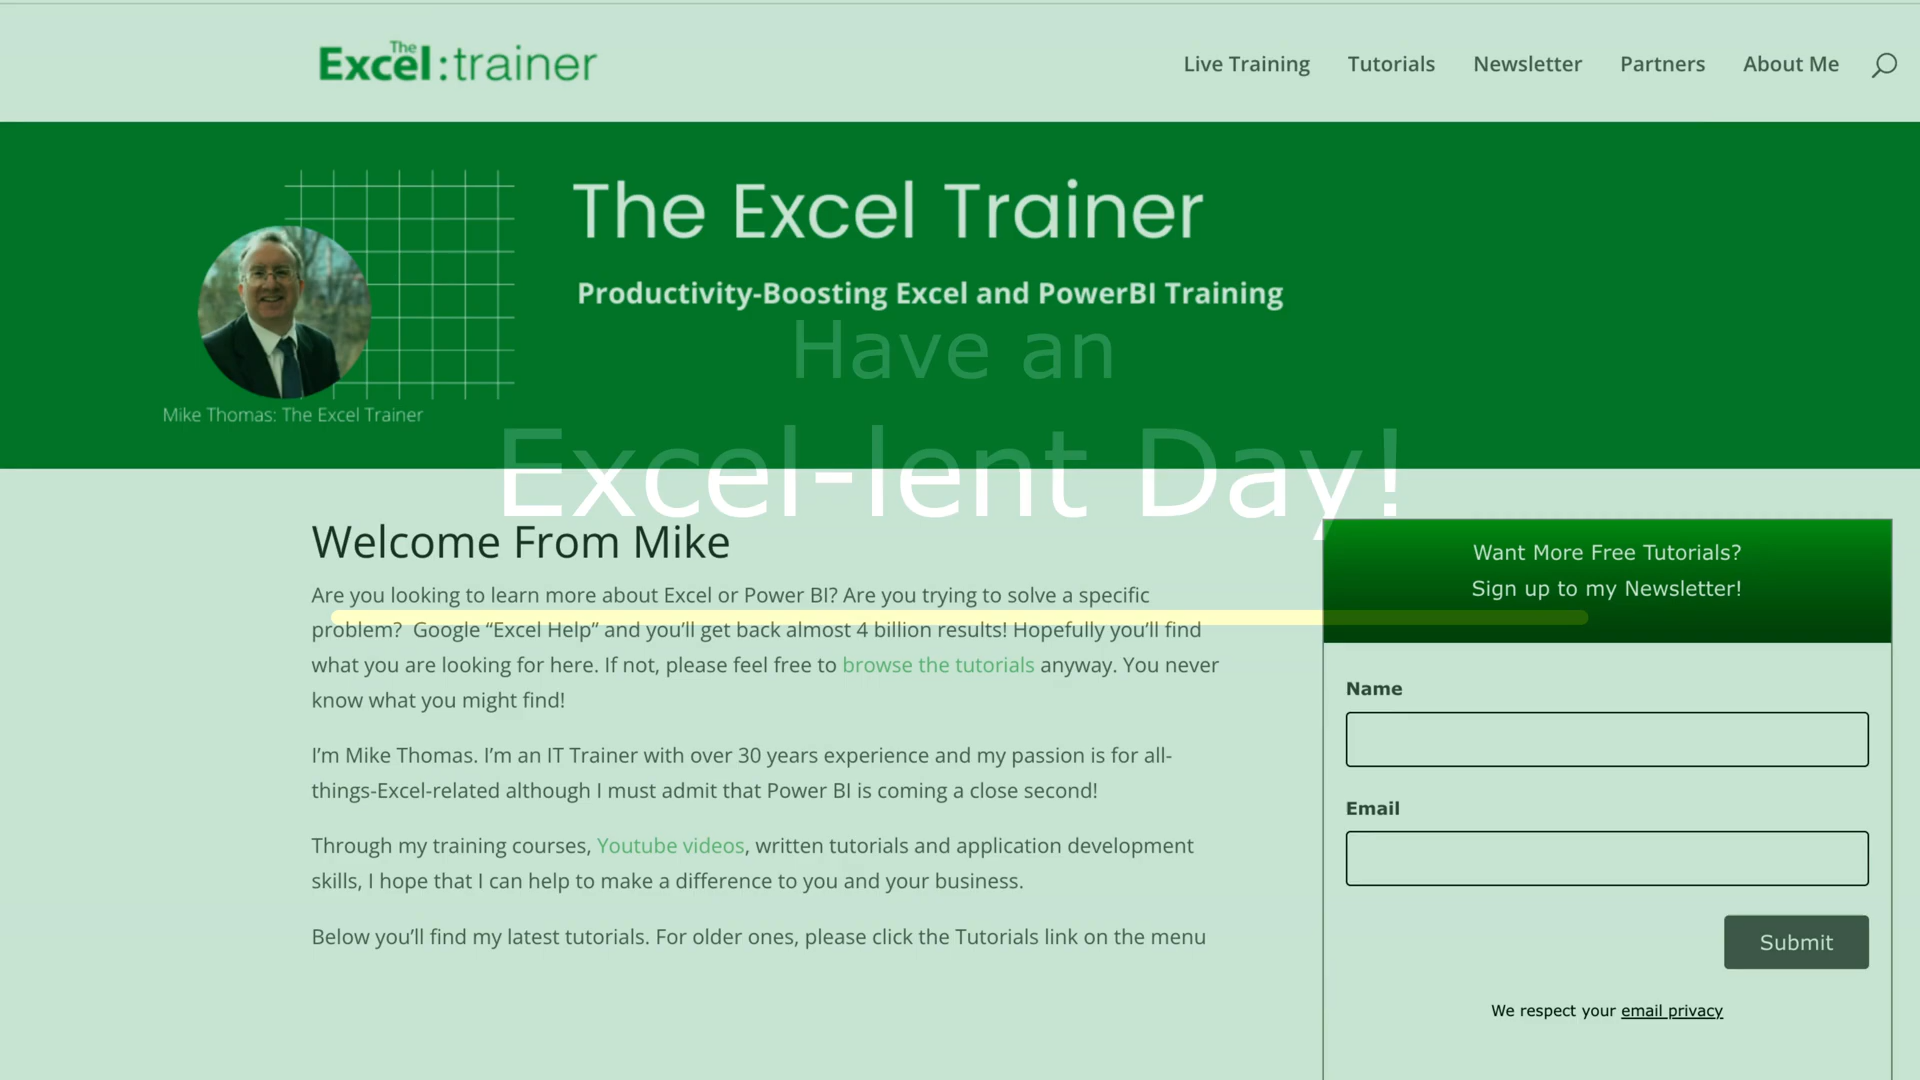 The
Excel:trainer
Live Training
Tutorials
Newsletter
Partners
About Me
The Excel Trainer
Productivity-Boosting Excel and PowerBI Training
Mike Thomas: The Excel Trainer
Have an
Excel-lent Day!
Welcome From Mike
Are you looking to learn more about Excel or Power BI? Are you trying to solve a specific
problem?  Google “Excel Help” and you’ll get back almost 4 billion results! Hopefully you’ll find
what you are looking for here. If not, please feel free to browse the tutorials anyway. You never
know what you might find!
I’m Mike Thomas. I’m an IT Trainer with over 30 years experience and my passion is for all-
things-Excel-related although I must admit that Power BI is coming a close second!
Through my training courses, Youtube videos, written tutorials and application development
skills, I hope that I can help to make a difference to you and your business.
Below you’ll find my latest tutorials. For older ones, please click the Tutorials link on the menu
Want More Free Tutorials?
Sign up to my Newsletter!
Name
Email
Submit
We respect your email privacy